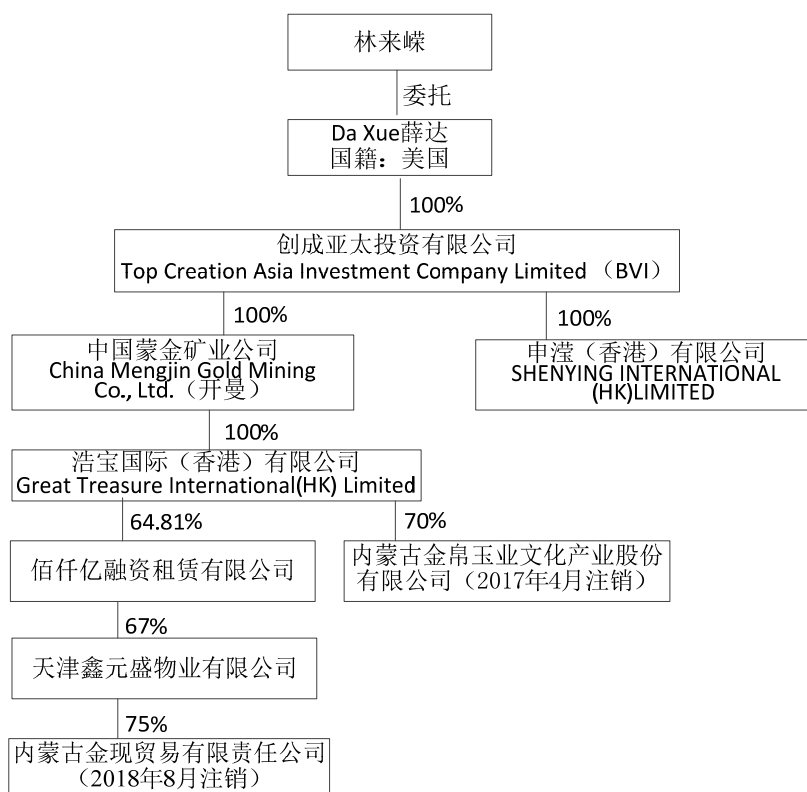 林来嵘
委托
Da Xue薛达
国籍：美国
100%
创成亚太投资有限公司
Top Creation Asia Investment Company Limited （BVI）
100%
100%
中国蒙金矿业公司
China Mengjin Gold Mining
Co., Ltd.（开曼）
申滢（香港）有限公司
SHENYING INTERNATIONAL
(HK)LIMITED
100%
浩宝国际（香港）有限公司
Great Treasure International(HK) Limited
64.81%
70%
佰仟亿融资租赁有限公司
内蒙古金帛玉业文化产业股份
有限公司（2017年4月注销）
67%
天津鑫元盛物业有限公司
75%
内蒙古金现贸易有限责任公司
（2018年8月注销）